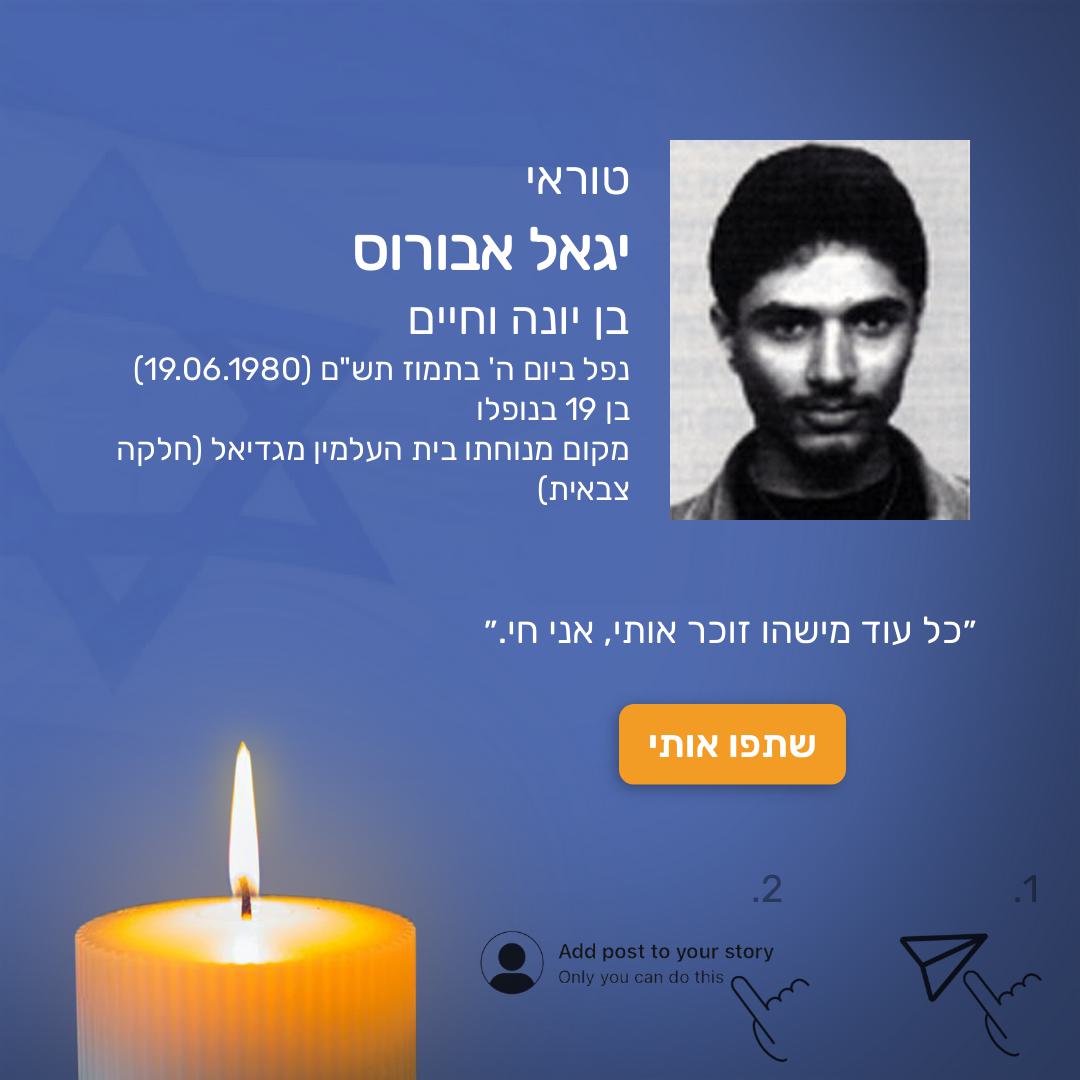 טוראי
יגאל אבורוס
בן יונה וחיים
נפל ביום ה' בתמוז תש"ם (19.06.1980)
בן 19 בנופלו
מקום מנוחתו בית העלמין מגדיאל (חלקה
צבאית)
״כל עוד מישהו זוכר אותי, אני חי.״
שתפו אותי
.1
.2
Add post to your story
Only you can do this